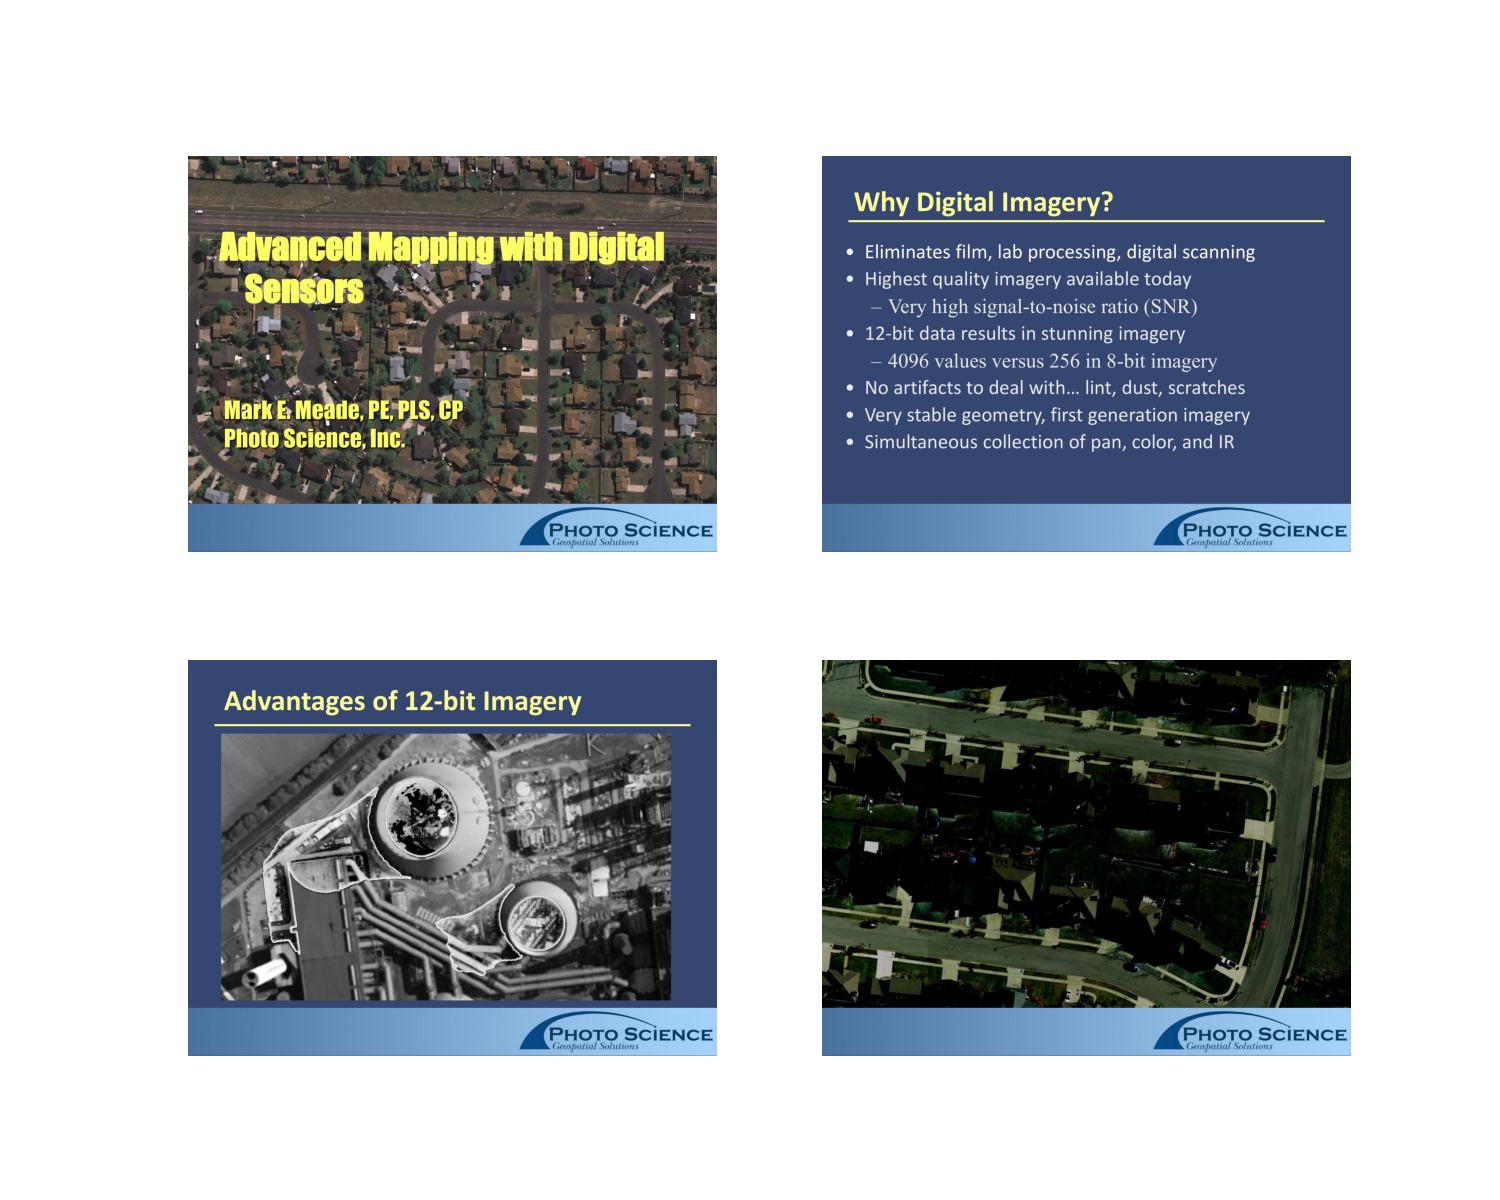 Advanced Mapping with Digital
Sensors
Mark E. Meade, PE, PLS, CP
Photo Science, Inc.
PHOTO SCIENCE
Geospatial Solutions
Why Digital Imagery?
• Eliminates film, lab processing, digital scanning
• Highest quality imagery available today
– Very high signal-to-noise ratio (SNR)
• 12-bit data results in stunning imagery
– 4096 values versus 256 in 8-bit imagery
• No artifacts to deal with... lint, dust, scratches
• Very stable geometry, first generation imagery
• Simultaneous collection of pan, color, and IR
PHOTO SCIENCE
Geospatial Solutions
Advantages of 12-bit Imagery
PHOTO SCIENCE
Geospatial Solutions
PHOTO SCIENCE
Geospatial Solutions